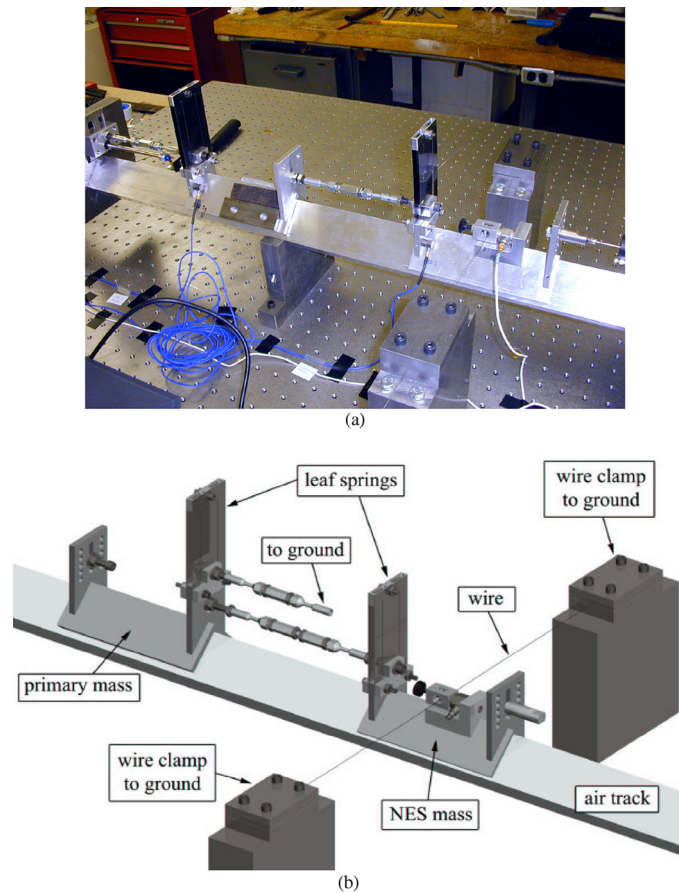 (a)
leaf springs
wire clamp
to ground
to ground
wire
primary mass
wire clamp
to ground
NES mass
air track
(b)